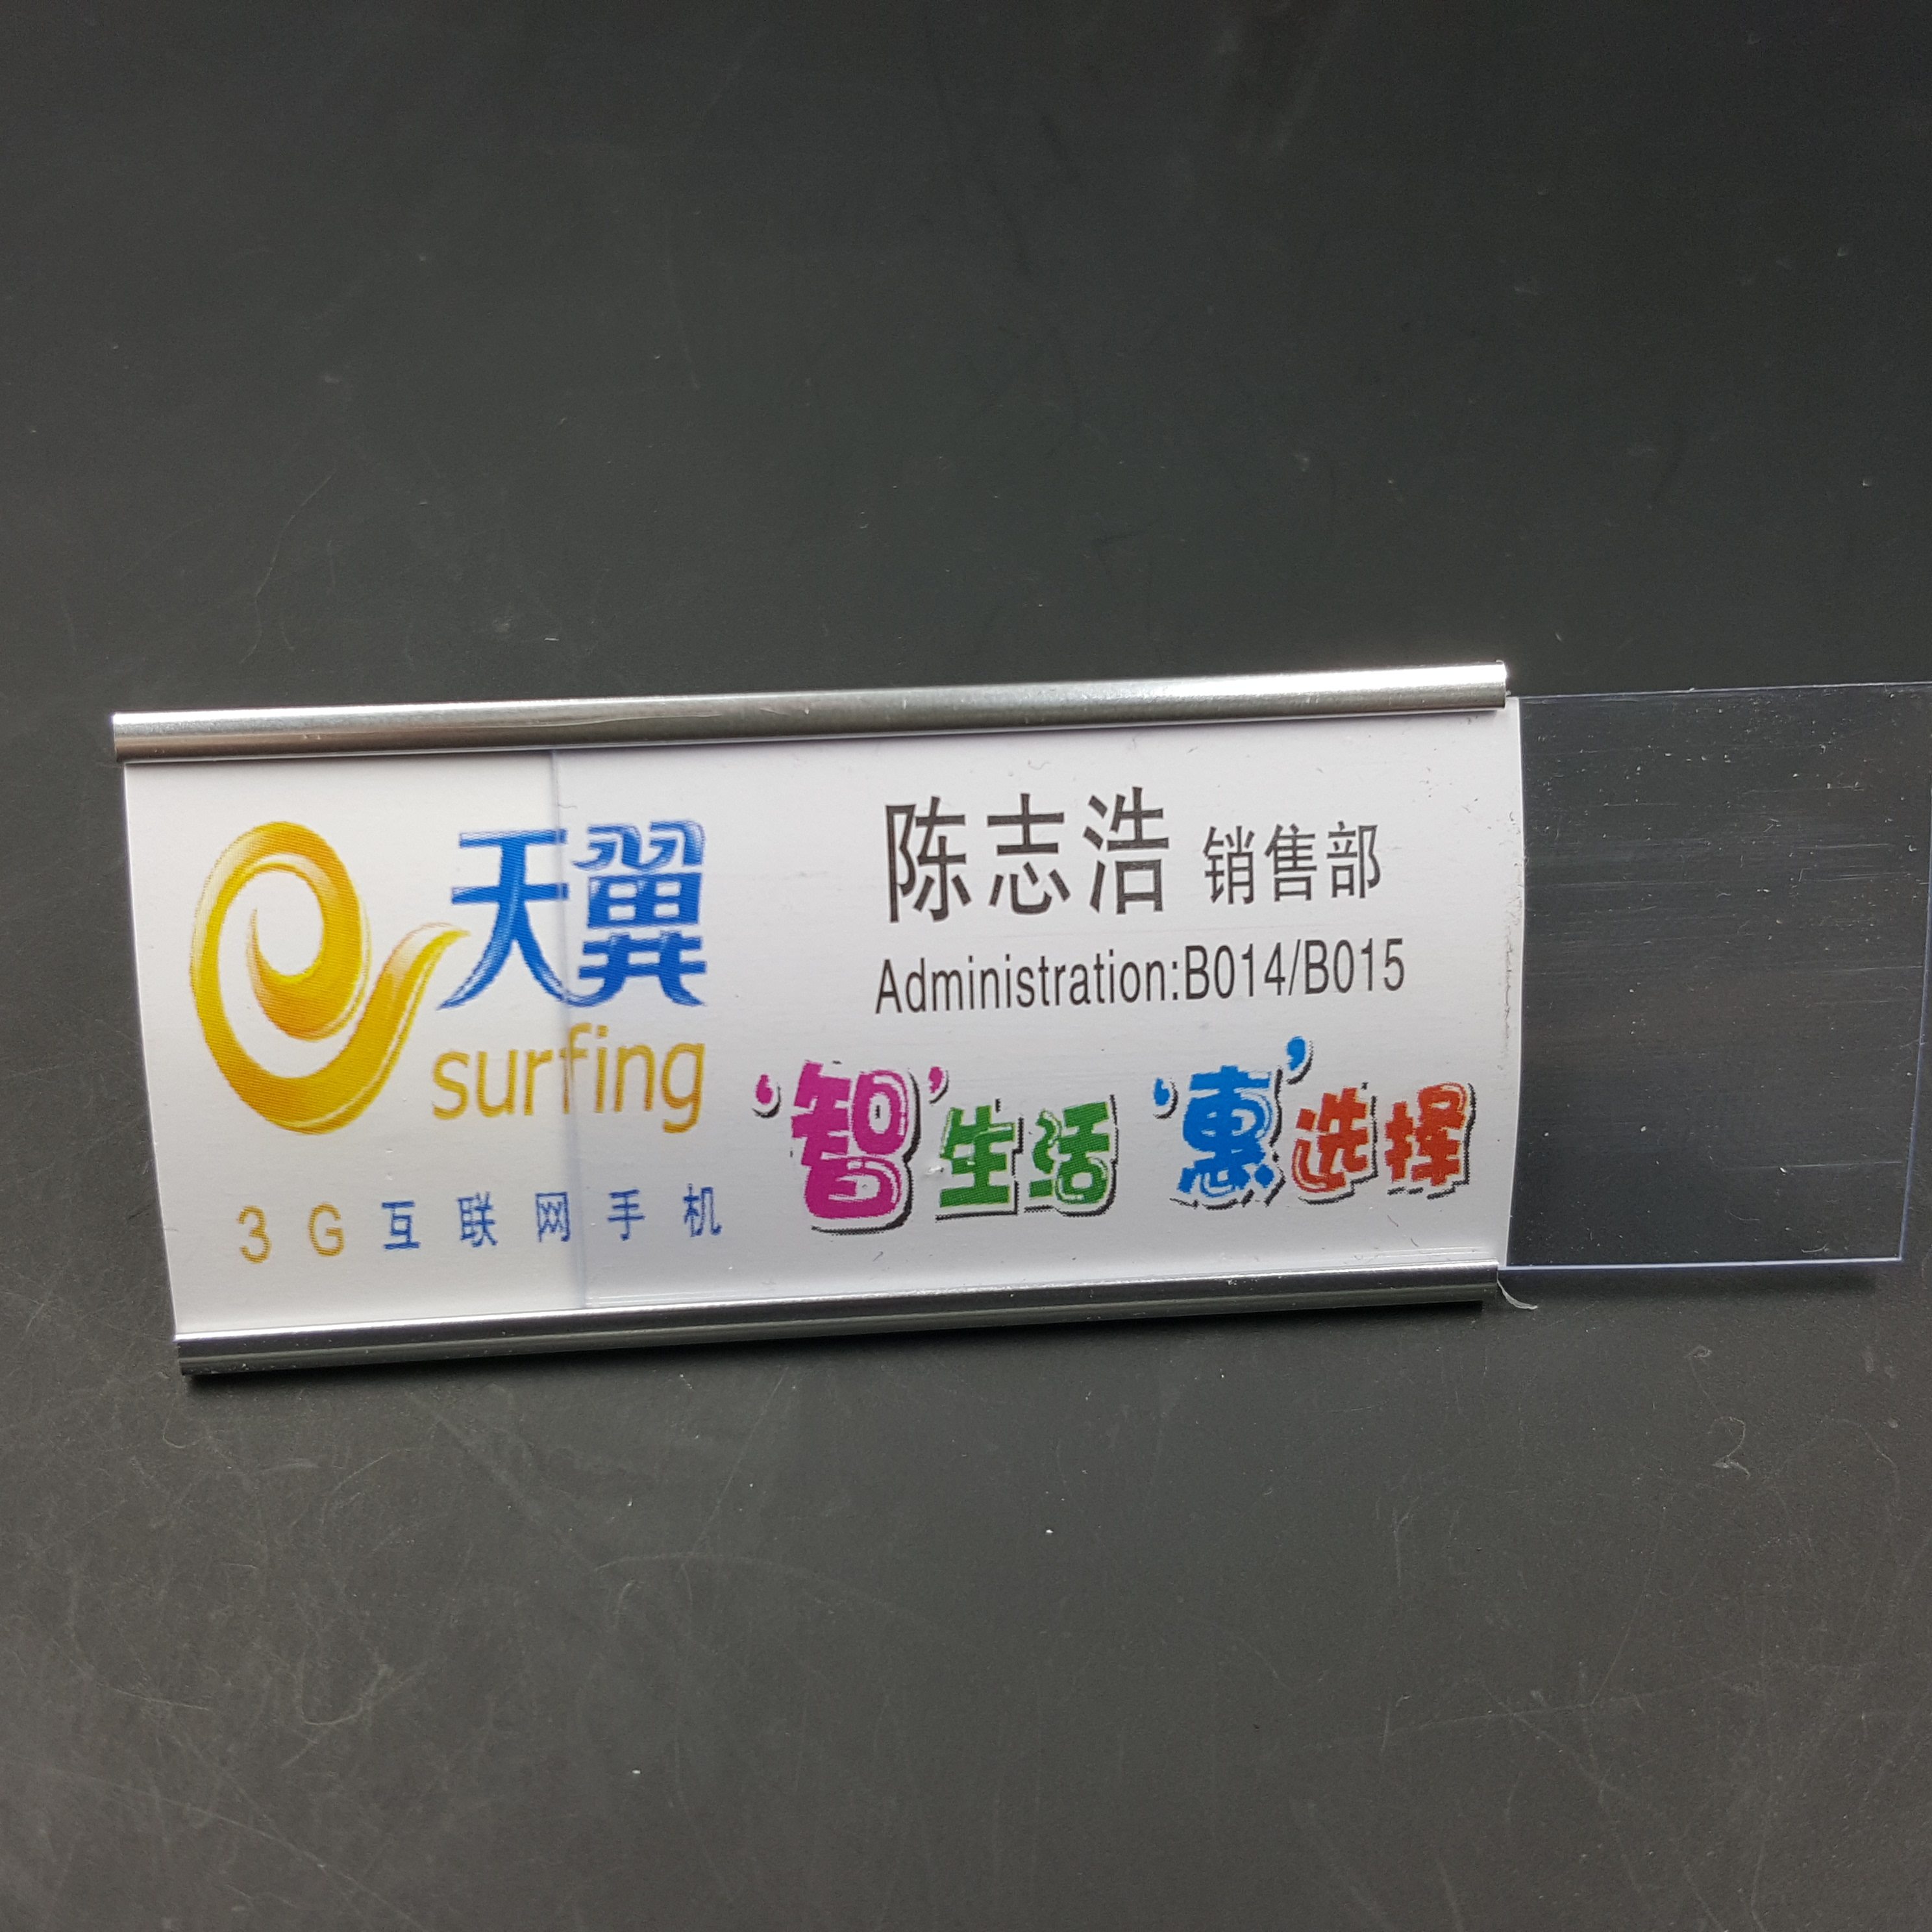 天翼
surfing
3G互联网手机
陈志浩 销售部
Administration:B014/B015
‘智’生活 ‘惠’选择